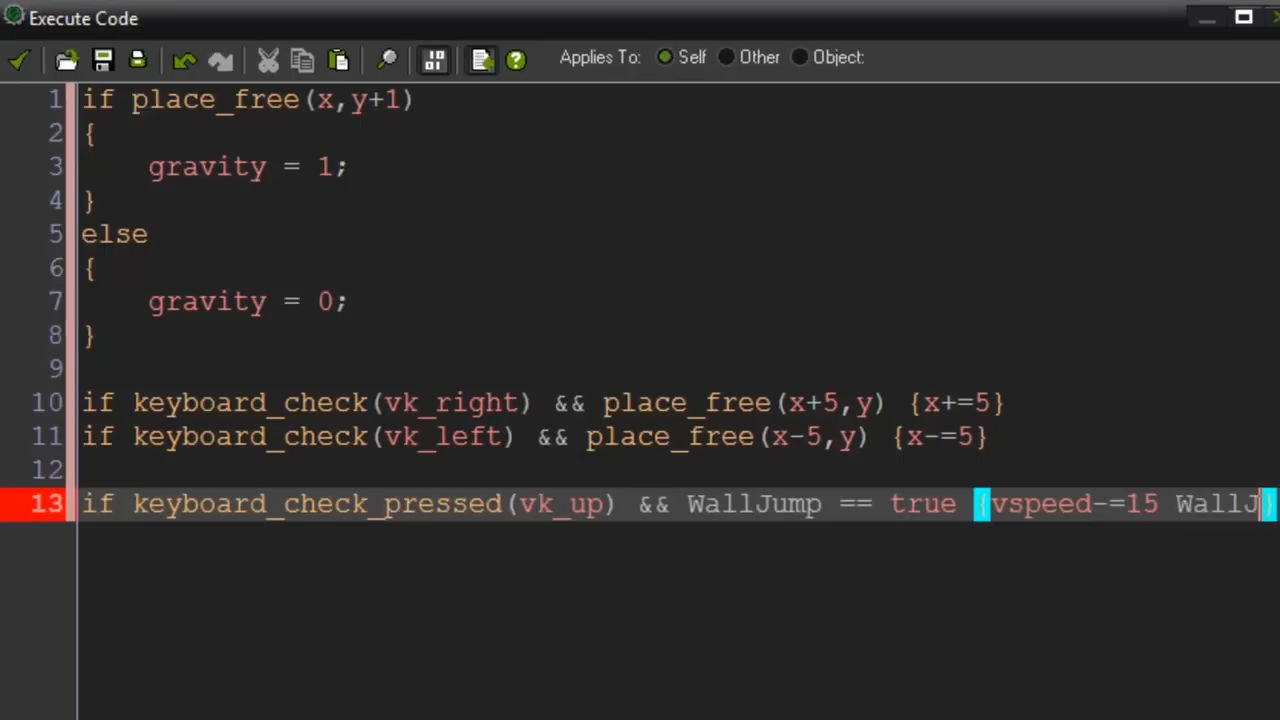 Execute Code
Applies To: Self Other Object:
1 if place_free(x,y+1)
2 {
3 gravity = 1;
4 }
5 else
6 {
7 gravity = 0;
8 }
9
10 if keyboard_check(vk_right) && place_free(x+5,y) {x+=5}
11 if keyboard_check(vk_left) && place_free(x-5,y) {x-=5}
12
13 if keyboard_check_pressed(vk_up) && WallJump == true {vspeed-=15 WallJ}